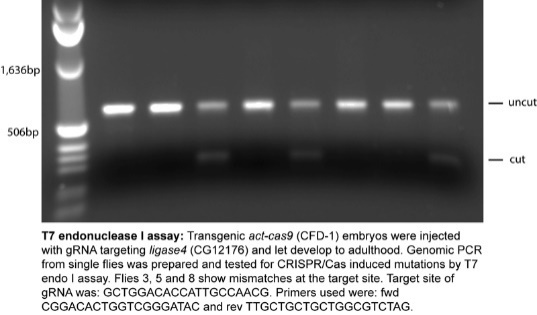 1,636bp
uncut
506bp
cut
T7 endonuclease I assay: Transgenic act-cas9 (CFD-1) embryos were injected
with gRNA targeting ligase4 (CG12176) and let develop to adulthood. Genomic PCR
from single flies was prepared and tested for CRISPR/Cas induced mutations by T7
endo I assay. Flies 3, 5 and 8 show mismatches at the target site. Target site of
gRNA was: GCTGGACACCATTGCCAACG. Primers used were: fwd
CGGACACTGGTCGGGATAC and rev TTGCTGCTGCTGGCGTCTAG.